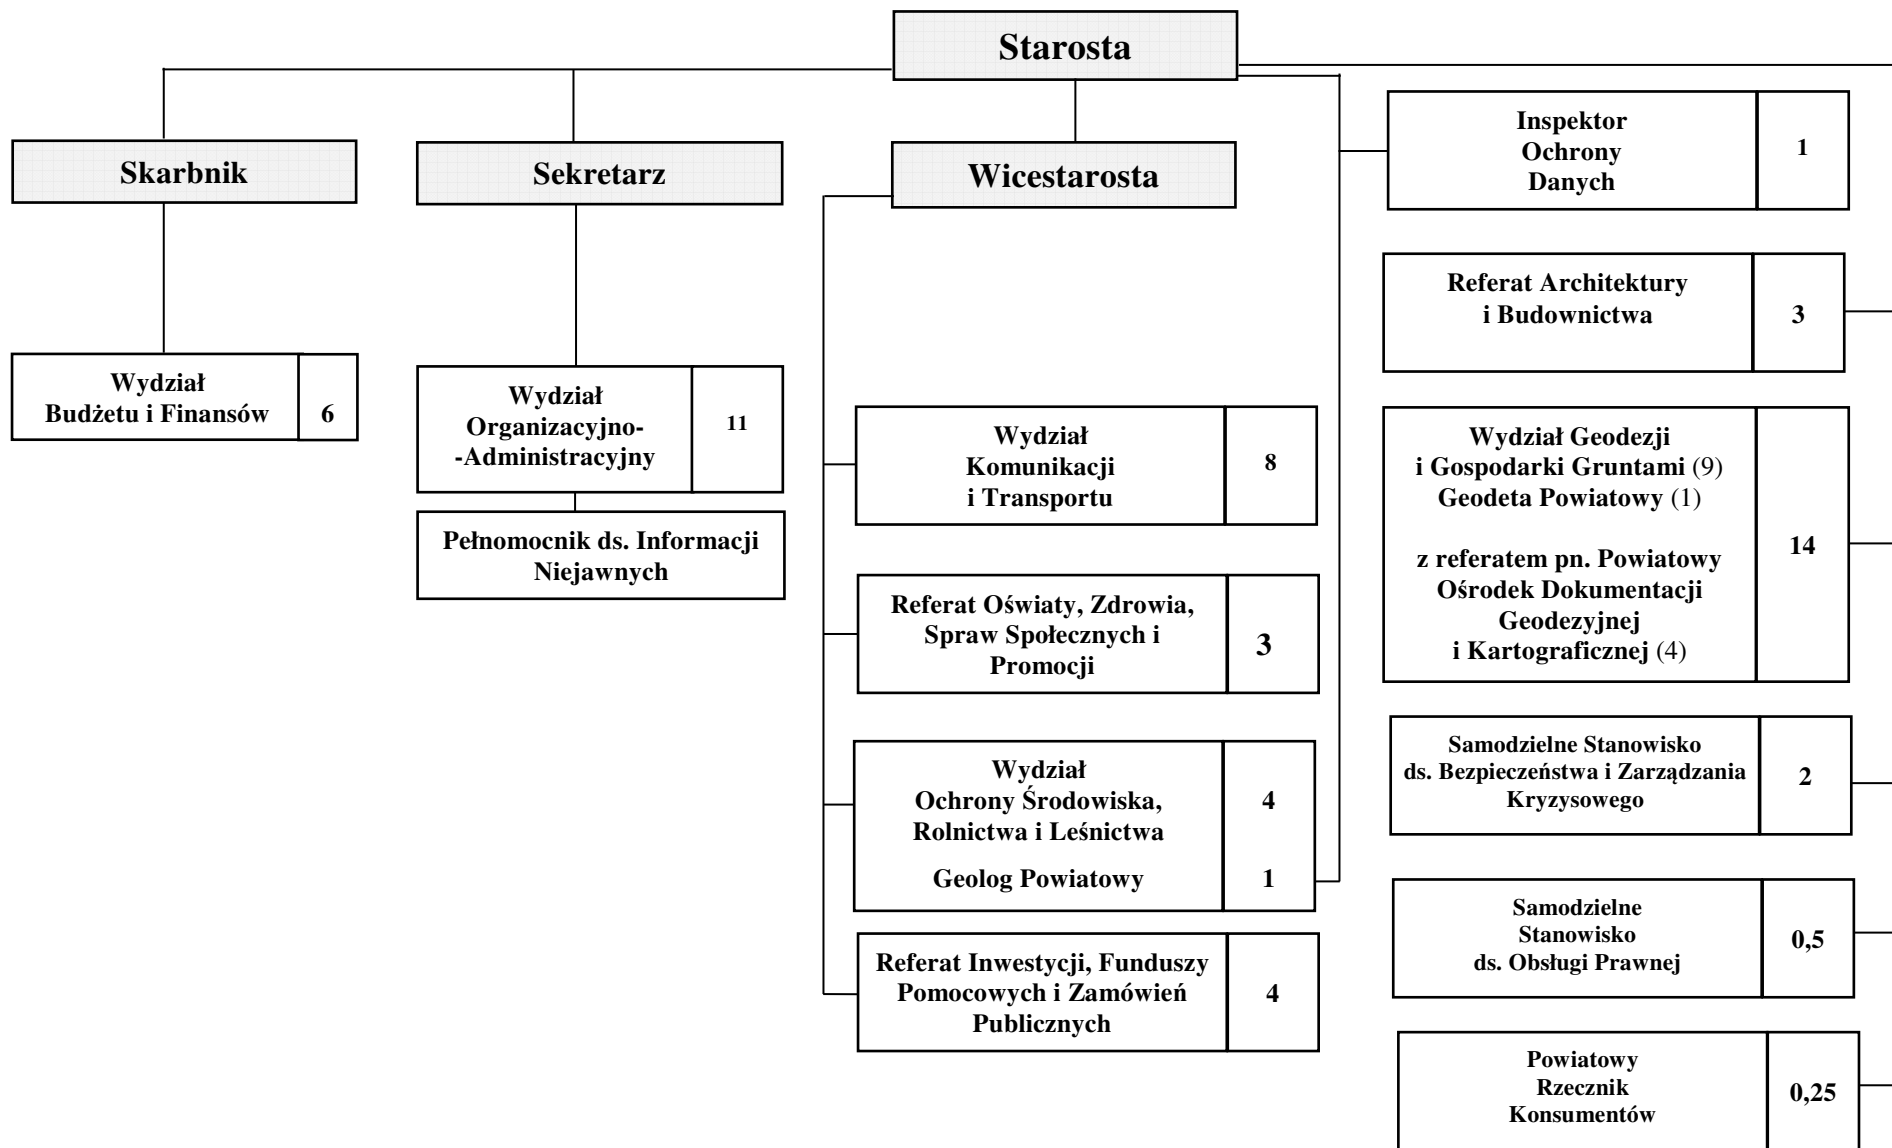 Starosta
Skarbnik
Sekretarz
Wicestarosta
Wydział
Budżetu i Finansów
6
Wydział
Organizacyjno-
-Administracyjny
11
Pełnomocnik ds. Informacji
Niejawnych
Wydział
Komunikacji
i Transportu
8
Referat Oświaty, Zdrowia,
Spraw Społecznych i
Promocji
3
Wydział
Ochrony Środowiska,
Rolnictwa i Leśnictwa
4
Geolog Powiatowy
1
Referat Inwestycji, Funduszy
Pomocowych i Zamówień
Publicznych
4
Inspektor
Ochrony
Danych
1
Referat Architektury
i Budownictwa
3
Wydział Geodezji
i Gospodarki Gruntami (9)
Geodeta Powiatowy (1)
z referatem pn. Powiatowy
Ośrodek Dokumentacji
Geodezyjnej
i Kartograficznej (4)
14
Samodzielne Stanowisko
ds. Bezpieczeństwa i Zarządzania
Kryzysowego
2
Samodzielne
Stanowisko
ds. Obsługi Prawnej
0,5
Powiatowy
Rzecznik
Konsumentów
0,25